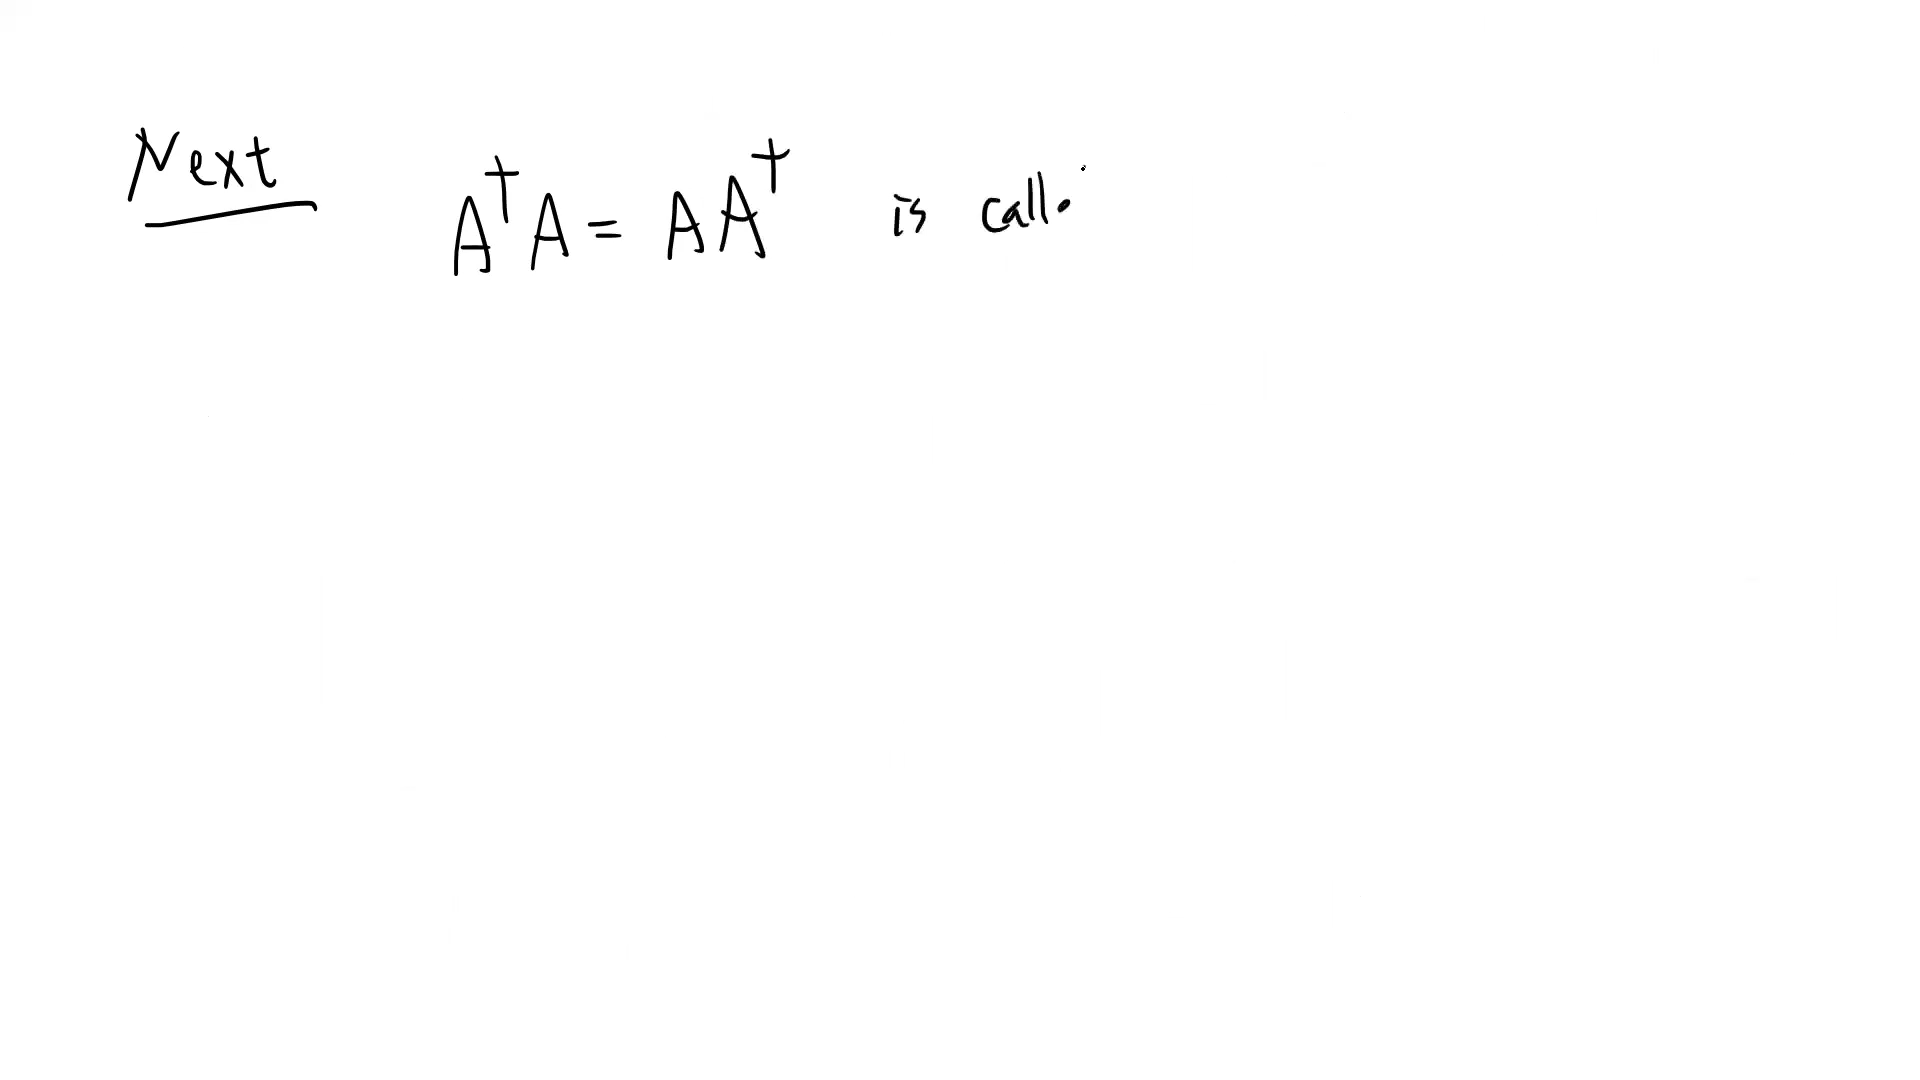 Next
A†A = AA† is call